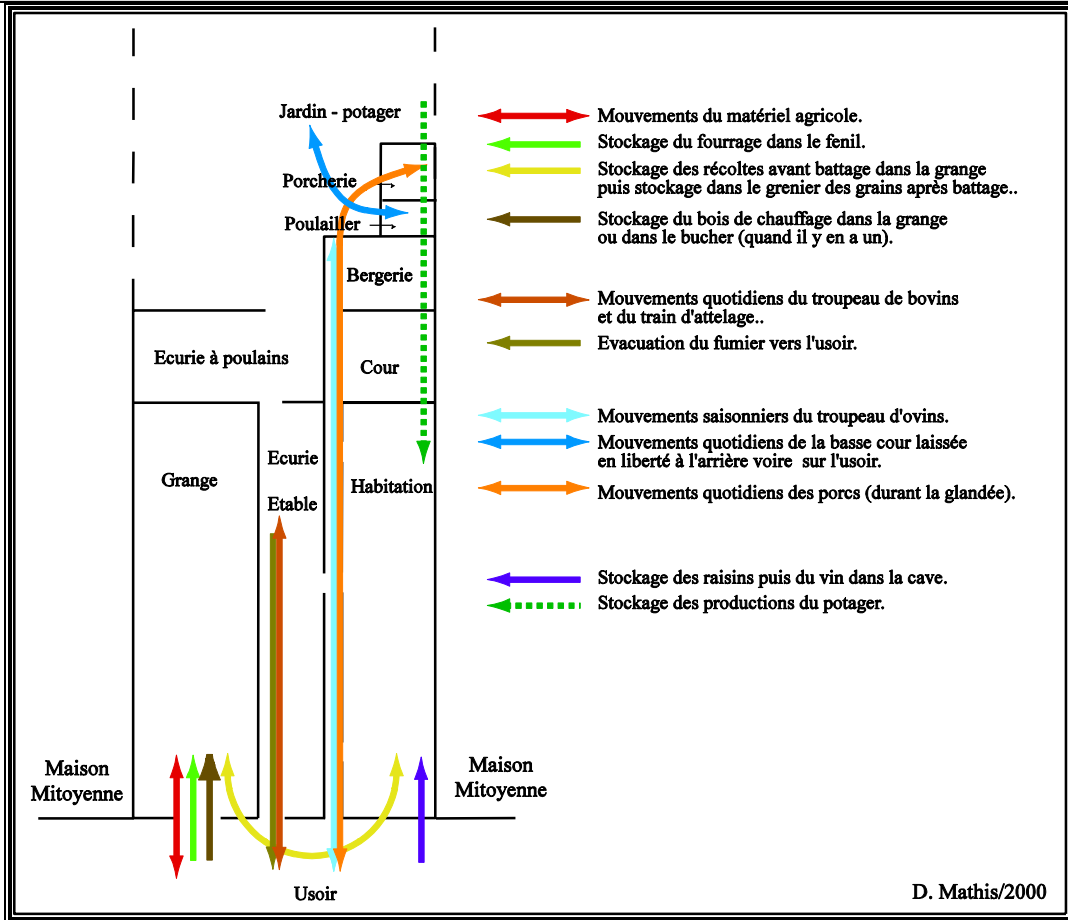 Jardin - potager
Porcherie
Poulailler
Bergerie
Ecurie à poulains
Cour
Ecurie
Grange
Etable
Habitation
Maison
Mitoyenne
Maison
Mitoyenne
Usoir
Mouvements du matériel agricole.
Stockage du fourrage dans le fenil.
Stockage des récoltes avant battage dans la grange
puis stockage dans le grenier des grains après battage..
Stockage du bois de chauffage dans la grange
ou dans le bucher (quand il y en a un).
Mouvements quotidiens du troupeau de bovins
et du train d'attelage..
Evacuation du fumier vers l'usoir.
Mouvements saisonniers du troupeau d'ovins.
Mouvements quotidiens de la basse cour laissée
en liberté à l'arrière voire sur l'usoir.
Mouvements quotidiens des porcs (durant la glandée).
Stockage des raisins puis du vin dans la cave.
Stockage des productions du potager.
D. Mathis/2000